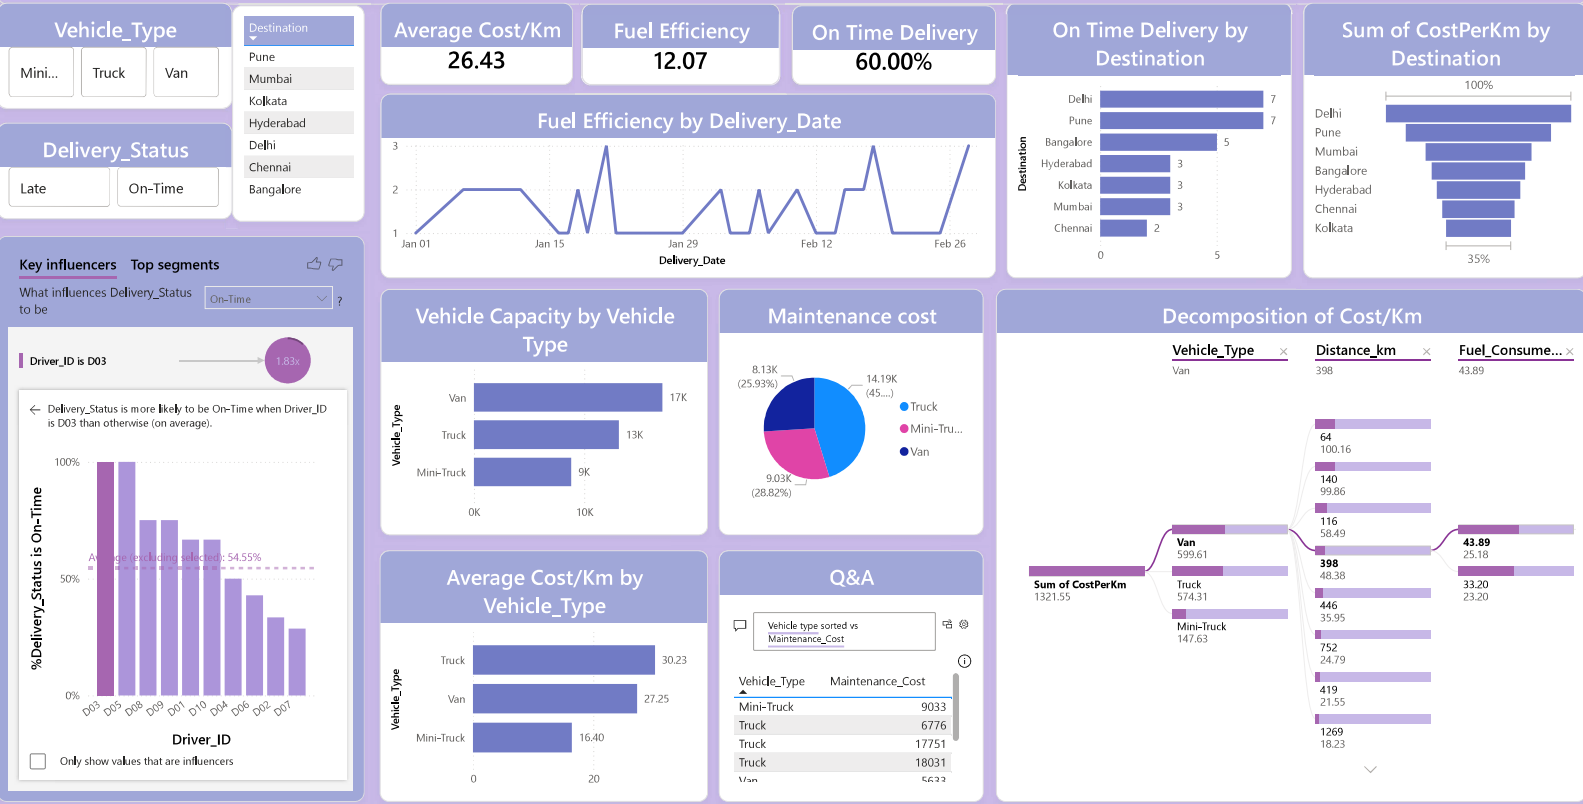 Vehicle_Type
Mini...
Truck
Van
Delivery_Status
Late
On-Time
Destination
Pune
Mumbai
Kolkata
Hyderabad
Delhi
Chennai
Bangalore
Average Cost/Km
26.43
Fuel Efficiency
12.07
On Time Delivery
60.00%
Fuel Efficiency by Delivery_Date
3
2
1
Jan 01
Jan 15
Jan 29
Feb 12
Feb 26
Delivery_Date
On Time Delivery by
Destination
Destination
Delhi
7
Pune
7
Bangalore
5
Hyderabad
3
Kolkata
3
Mumbai
3
Chennai
2
0
5
Sum of CostPerKm by
Destination
100%
Delhi
Pune
Mumbai
Bangalore
Hyderabad
Chennai
Kolkata
35%
Key influencers
Top segments
What influences Delivery_Status
to be
On-Time
?
Driver_ID is D03
1.83x
Delivery_Status is more likely to be On-Time when Driver_ID
is D03 than otherwise (on average).
%Delivery_Status is On-Time
100%
50%
0%
Average (excluding selected): 54.55%
D03
D05
D08
D09
D01
D10
D04
D06
D02
D07
Driver_ID
Only show values that are influencers
Vehicle Capacity by Vehicle
Type
Vehicle_Type
Van
17K
Truck
13K
Mini-Truck
9K
0K
10K
Maintenance cost
8.13K
(25.93%)
14.19K
(45....)
9.03K
(28.82%)
Truck
Mini-Tru...
Van
Average Cost/Km by
Vehicle_Type
Vehicle_Type
Truck
30.23
Van
27.25
Mini-Truck
16.40
0
20
Q&A
Vehicle type sorted vs
Maintenance_Cost
Vehicle_Type Maintenance_Cost
Mini-Truck 9033
Truck 6776
Truck 17751
Truck 18031
Van 5633
Decomposition of Cost/Km
Vehicle_Type
Van
Distance_km
398
Fuel_Consume...
43.89
Sum of CostPerKm
1321.55
Van
599.61
Truck
574.31
Mini-Truck
147.63
64
100.16
140
99.86
116
58.49
398
48.38
446
35.95
752
24.79
419
21.55
1269
18.23
43.89
25.18
33.20
23.20